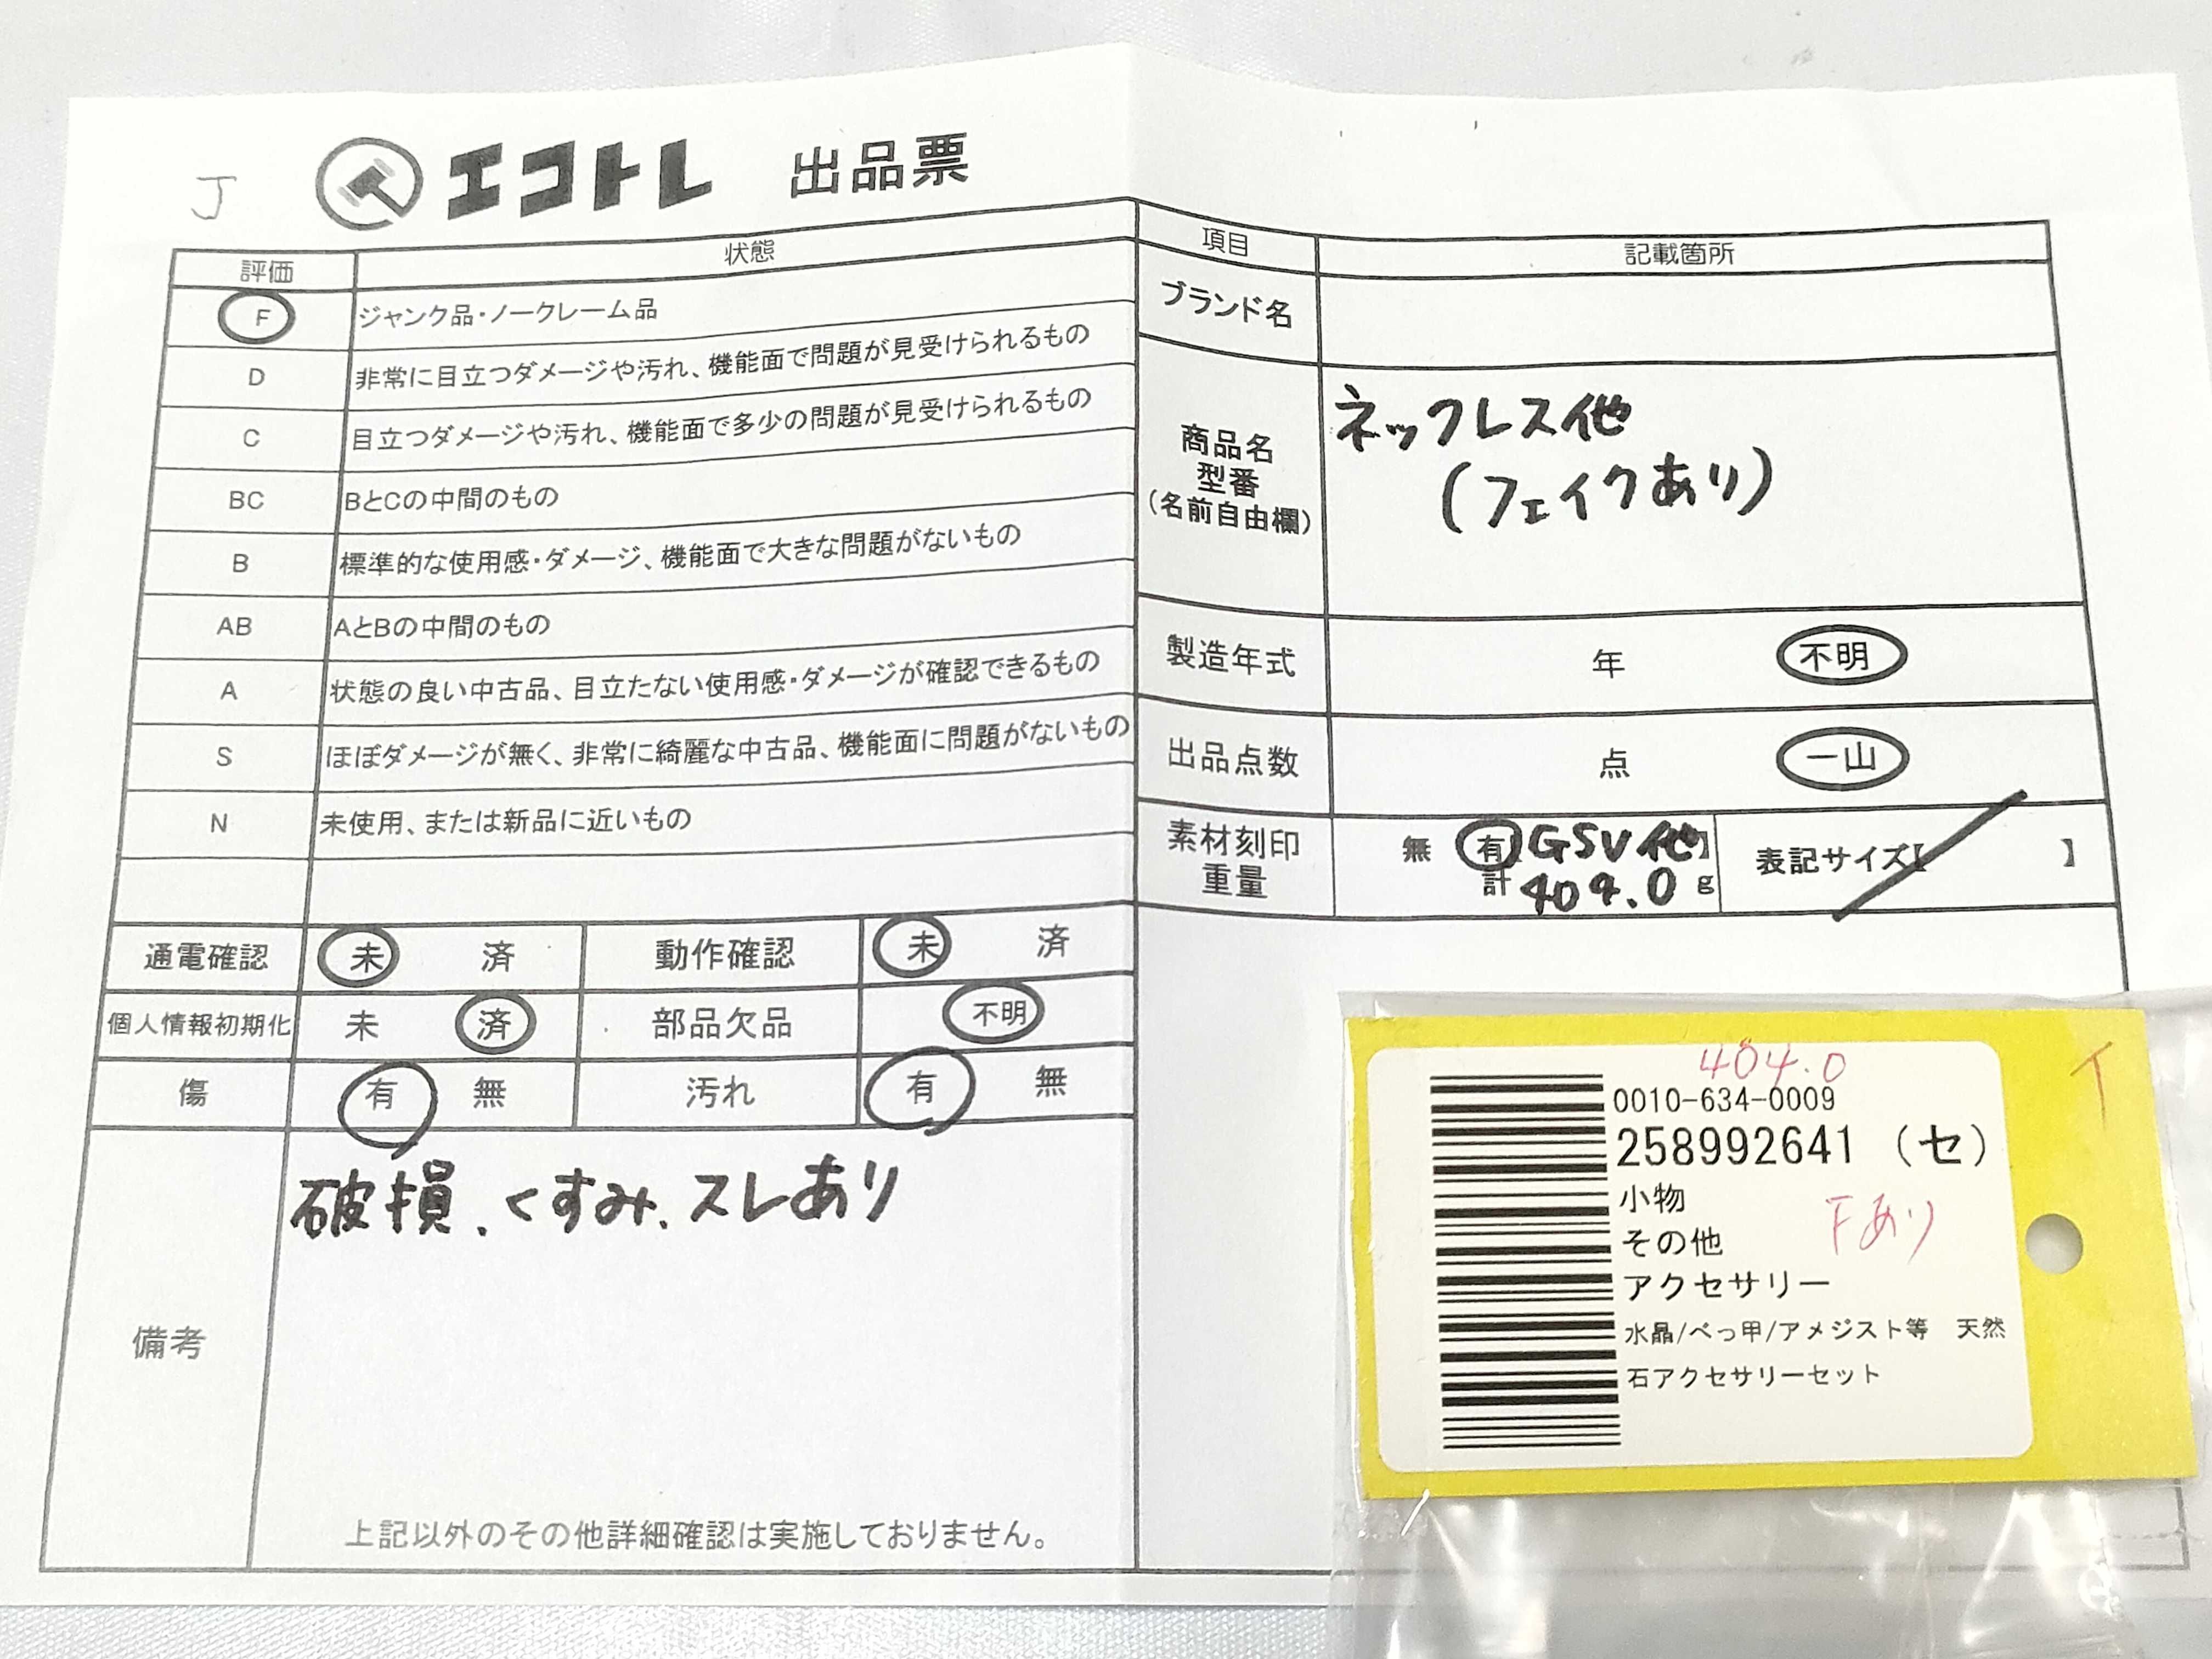 J
エコトレ 出品票
評価 状態
F ジャンク品・ノークレーム品
D 非常に目立つダメージや汚れ、機能面で問題が見受けられるもの
C 目立つダメージや汚れ、機能面で多少の問題が見受けられるもの
BC BとCの中間のもの
B 標準的な使用感・ダメージ、機能面で大きな問題がないもの
AB AとBの中間のもの
A 状態の良い中古品、目立たない使用感・ダメージが確認できるもの
S ほぼダメージが無く、非常に綺麗な中古品、機能面に問題がないもの
N 未使用、または新品に近いもの
通電確認 未 済 動作確認 未 済
個人情報初期化 未 済 部品欠品 不明
傷 有 無 汚れ 有 無
備考
破損、くすみ、スレあり
上記以外のその他詳細確認は実施しておりません。
項目 記載箇所
ブランド名
商品名
型番
(名前自由欄)
ネックレス他
(フェイクあり)
製造年式 年 不明
出品点数 点 一山
素材刻印
重量
無 有【GSV他】
計 404.0 g
表記サイズ【 】
404.0
0010-634-0009
258992641 (セ)
小物
その他
Fあり
アクセサリー
水晶/べっ甲/アメジスト等 天然
石アクセサリーセット